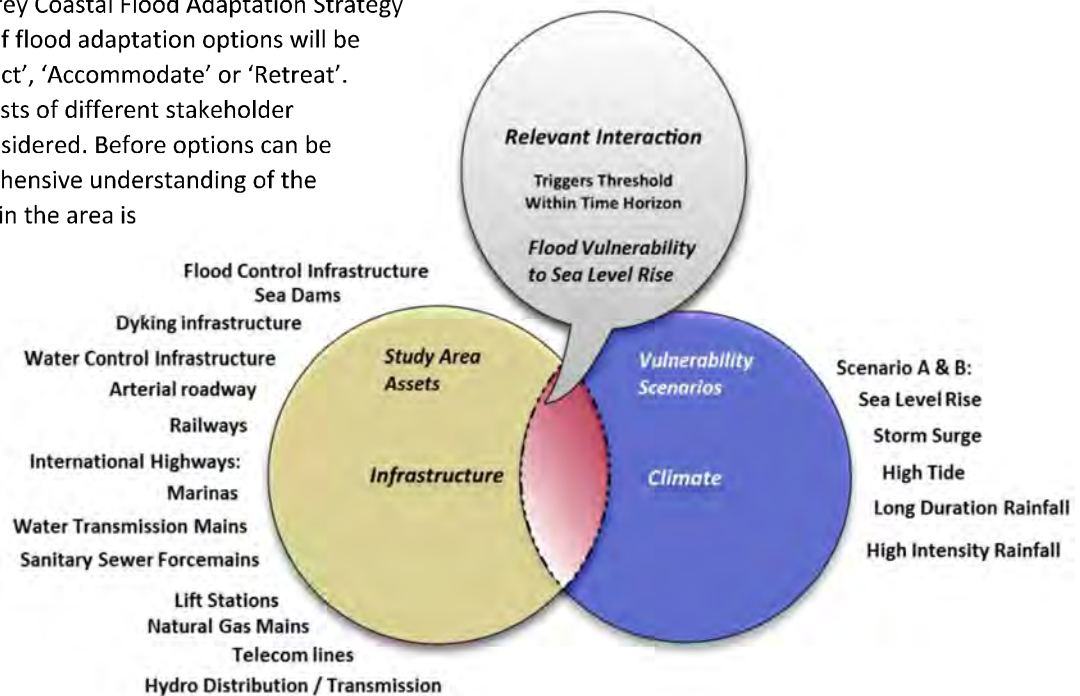 rey Coastal Flood Adaptation Strategy
f flood adaptation options will be
ct’, ‘Accommodate’ or ‘Retreat’.
sts of different stakeholder
sidered. Before options can be
hensive understanding of the
in the area is
Relevant Interaction
Triggers Threshold
Within Time Horizon
Flood Vulnerability
to Sea Level Rise
Flood Control Infrastructure
Sea Dams
Dyking infrastructure
Water Control Infrastructure
Arterial roadway
Railways
International Highways:
Marinas
Water Transmission Mains
Sanitary Sewer Forcemains
Lift Stations
Natural Gas Mains
Telecom lines
Hydro Distribution / Transmission
Study Area
Assets
Infrastructure
Vulnerability
Scenarios
Climate
Scenario A & B:
Sea Level Rise
Storm Surge
High Tide
Long Duration Rainfall
High Intensity Rainfall